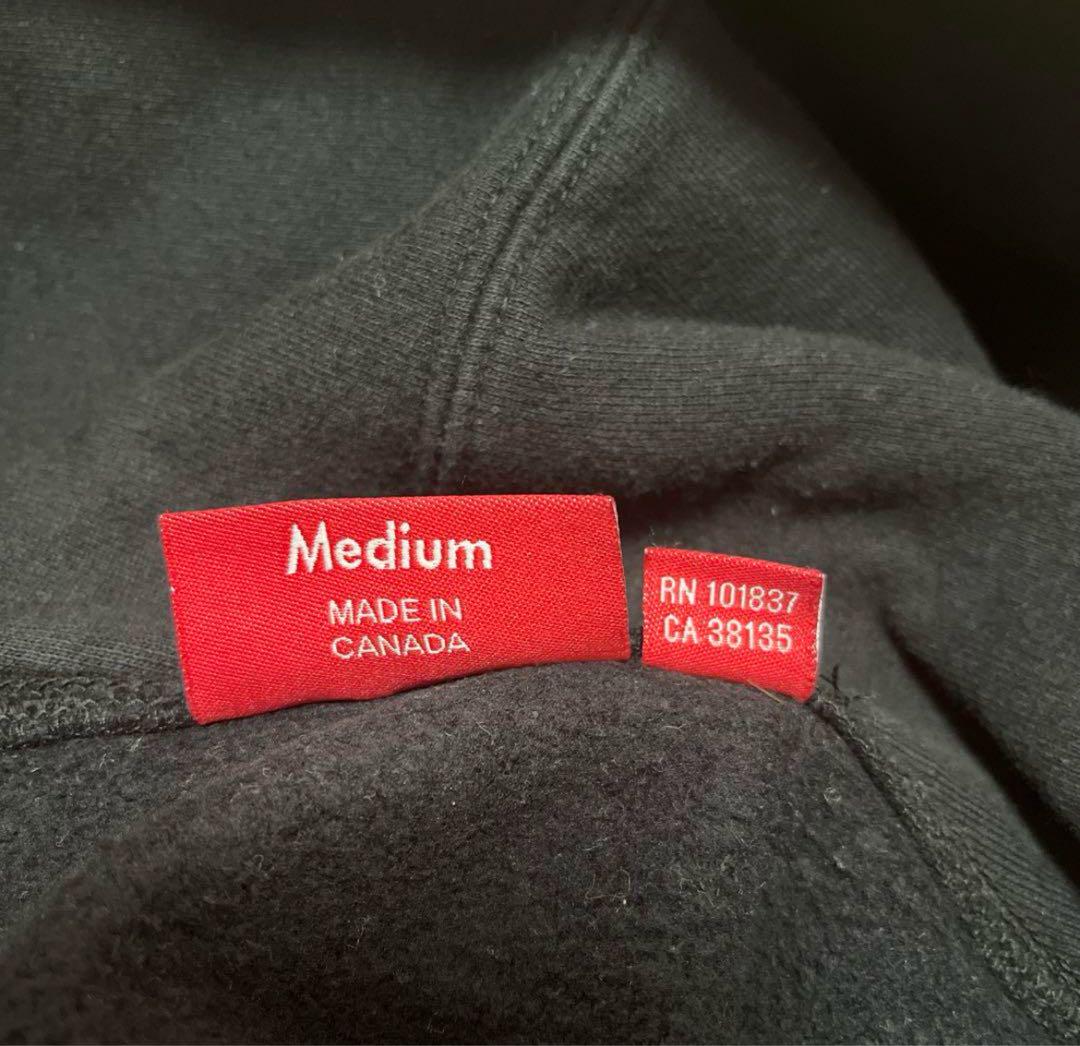 Medium
MADE IN
CANADA
RN 101837
CA 38135